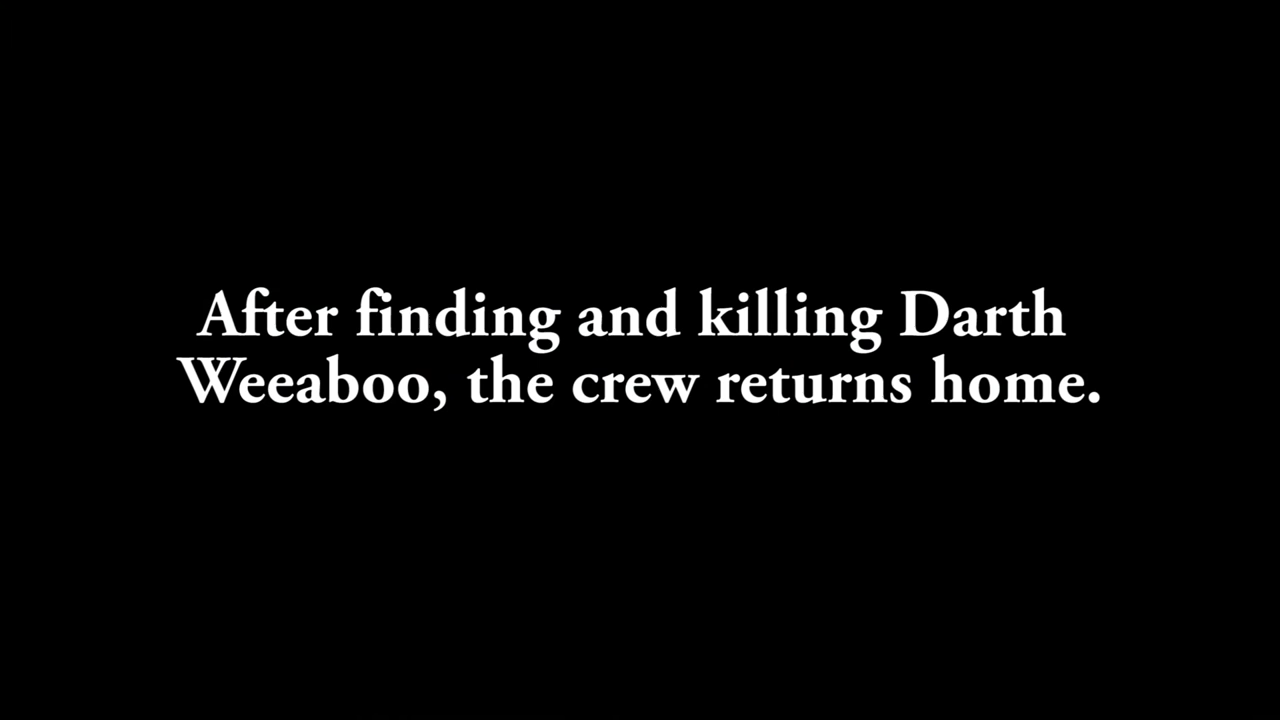 After finding and killing Darth
Weeaboo, the crew returns home.